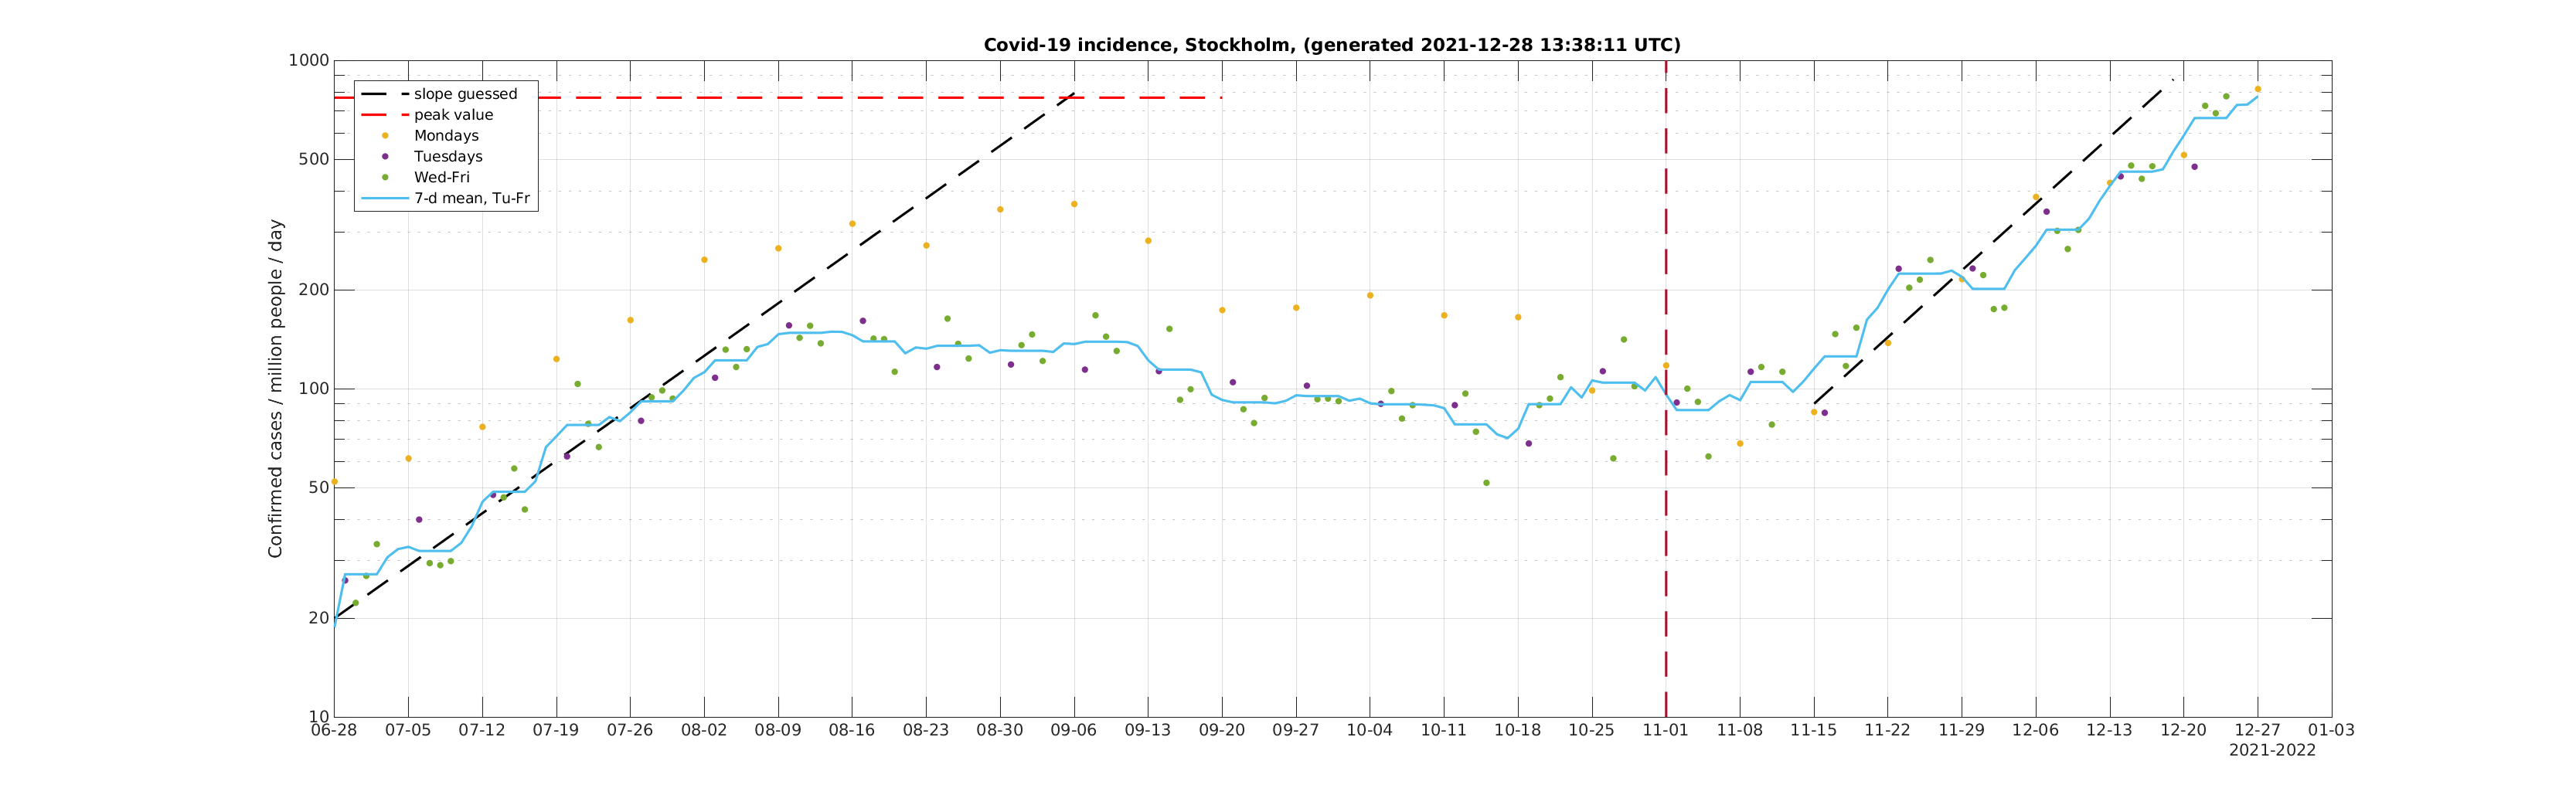 Covid-19 incidence, Stockholm, (generated 2021-12-28 13:38:11 UTC)
Confirmed cases / million people / day
1000
500
200
100
50
20
10
slope guessed
peak value
Mondays
Tuesdays
Wed-Fri
7-d mean, Tu-Fr
06-28 07-05 07-12 07-19 07-26 08-02 08-09 08-16 08-23 08-30 09-06 09-13 09-20 09-27 10-04 10-11 10-18 10-25 11-01 11-08 11-15 11-22 11-29 12-06 12-13 12-20 12-27 01-03
2021-2022